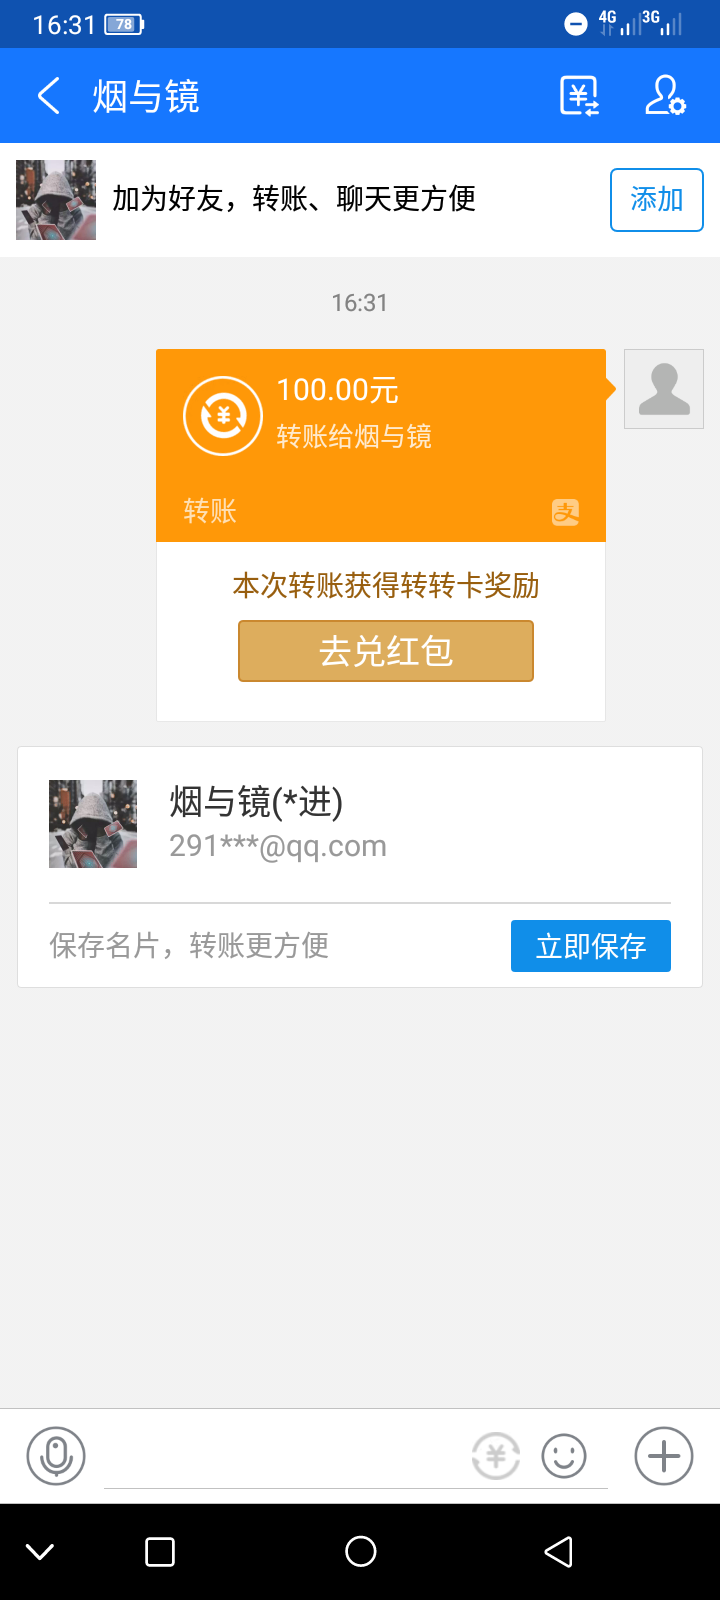 16:31 78 4G 3G
烟与镜
加为好友，转账、聊天更方便
添加
16:31
100.00元
转账给烟与镜
转账
支
本次转账获得转转卡奖励
去兑红包
烟与镜(*进)
291***@qq.com
保存名片，转账更方便
立即保存